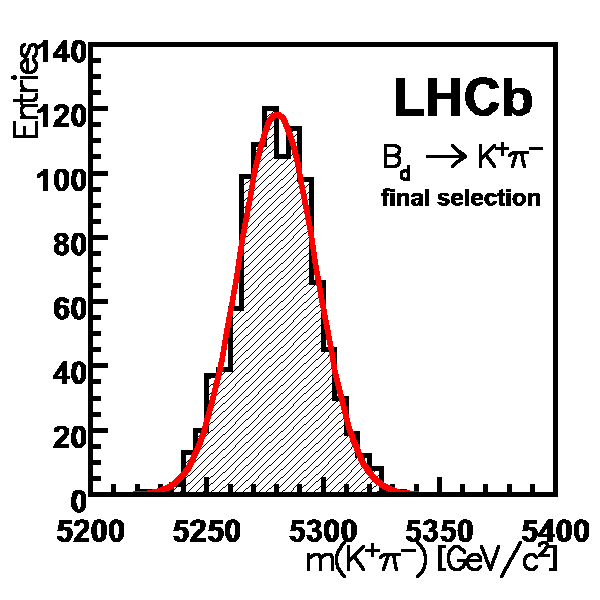 Entries
140
120
100
80
60
40
20
0
LHCb
B_d → K⁺π⁻
final selection
5200 5250 5300 5350 5400
m(K⁺π⁻) [GeV/c²]